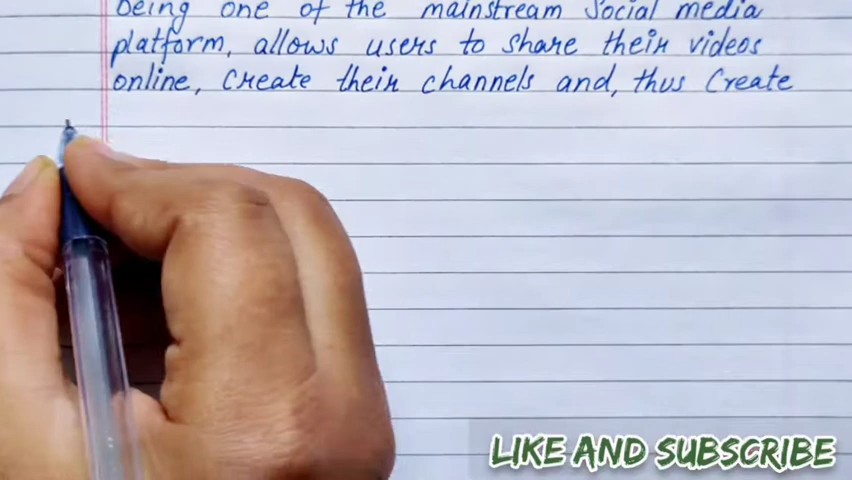 being one of the mainstream social media
platform, allows users to share their videos
online, create their channels and, thus create
LIKE AND SUBSCRIBE